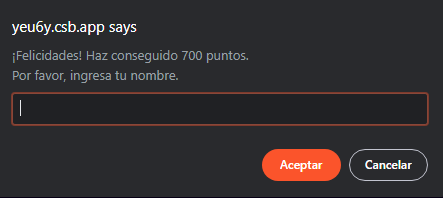 yeu6y.csb.app says
¡Felicidades! Haz conseguido 700 puntos.
Por favor, ingresa tu nombre.
Aceptar
Cancelar